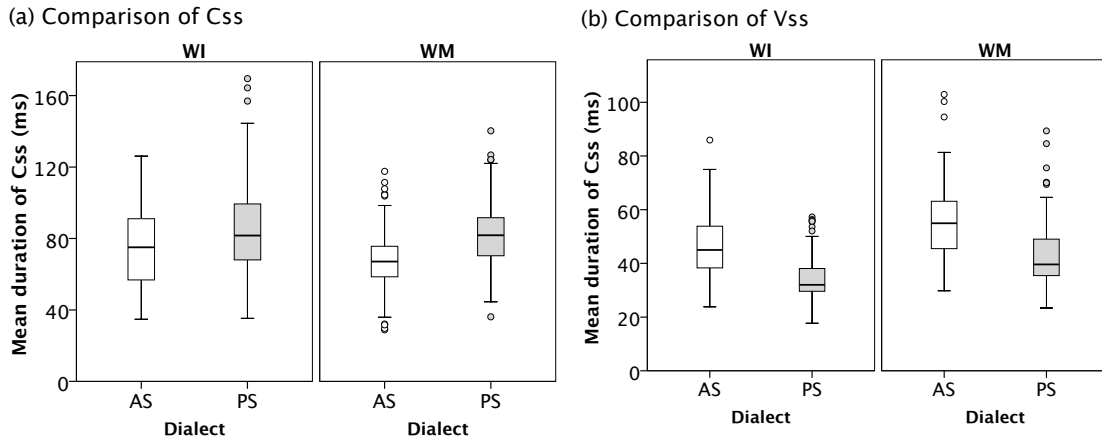 (a) Comparison of Css
WI WM
Mean duration of Css (ms)
160
120
80
40
0
AS PS AS PS
Dialect Dialect
(b) Comparison of Vss
WI WM
Mean duration of Css (ms)
100
80
60
40
20
0
AS PS AS PS
Dialect Dialect